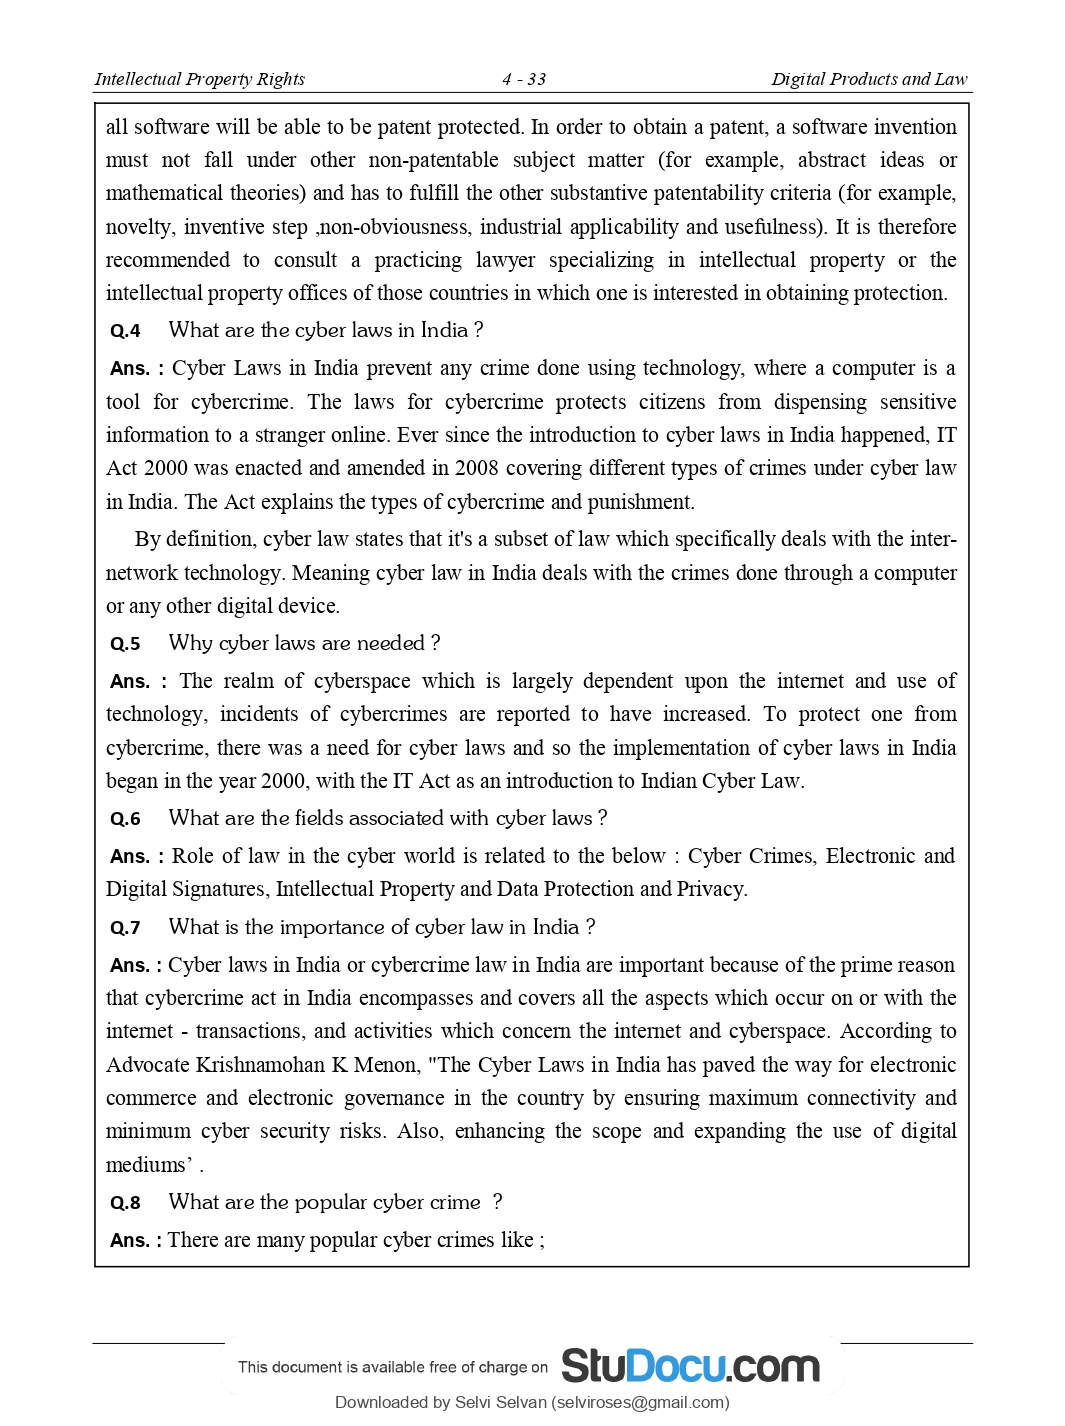 Intellectual Property Rights 4 - 33 Digital Products and Law
all software will be able to be patent protected. In order to obtain a patent, a software invention
must not fall under other non-patentable subject matter (for example, abstract ideas or
mathematical theories) and has to fulfill the other substantive patentability criteria (for example,
novelty, inventive step ,non-obviousness, industrial applicability and usefulness). It is therefore
recommended to consult a practicing lawyer specializing in intellectual property or the
intellectual property offices of those countries in which one is interested in obtaining protection.
Q.4 What are the cyber laws in India ?
Ans. : Cyber Laws in India prevent any crime done using technology, where a computer is a
tool for cybercrime. The laws for cybercrime protects citizens from dispensing sensitive
information to a stranger online. Ever since the introduction to cyber laws in India happened, IT
Act 2000 was enacted and amended in 2008 covering different types of crimes under cyber law
in India. The Act explains the types of cybercrime and punishment.
By definition, cyber law states that it's a subset of law which specifically deals with the inter-
network technology. Meaning cyber law in India deals with the crimes done through a computer
or any other digital device.
Q.5 Why cyber laws are needed ?
Ans. : The realm of cyberspace which is largely dependent upon the internet and use of
technology, incidents of cybercrimes are reported to have increased. To protect one from
cybercrime, there was a need for cyber laws and so the implementation of cyber laws in India
began in the year 2000, with the IT Act as an introduction to Indian Cyber Law.
Q.6 What are the fields associated with cyber laws ?
Ans. : Role of law in the cyber world is related to the below : Cyber Crimes, Electronic and
Digital Signatures, Intellectual Property and Data Protection and Privacy.
Q.7 What is the importance of cyber law in India ?
Ans. : Cyber laws in India or cybercrime law in India are important because of the prime reason
that cybercrime act in India encompasses and covers all the aspects which occur on or with the
internet - transactions, and activities which concern the internet and cyberspace. According to
Advocate Krishnamohan K Menon, "The Cyber Laws in India has paved the way for electronic
commerce and electronic governance in the country by ensuring maximum connectivity and
minimum cyber security risks. Also, enhancing the scope and expanding the use of digital
mediums’ .
Q.8 What are the popular cyber crime ?
Ans. : There are many popular cyber crimes like ;
This document is available free of charge on StuDocu.com
Downloaded by Selvi Selvan (selviroses@gmail.com)